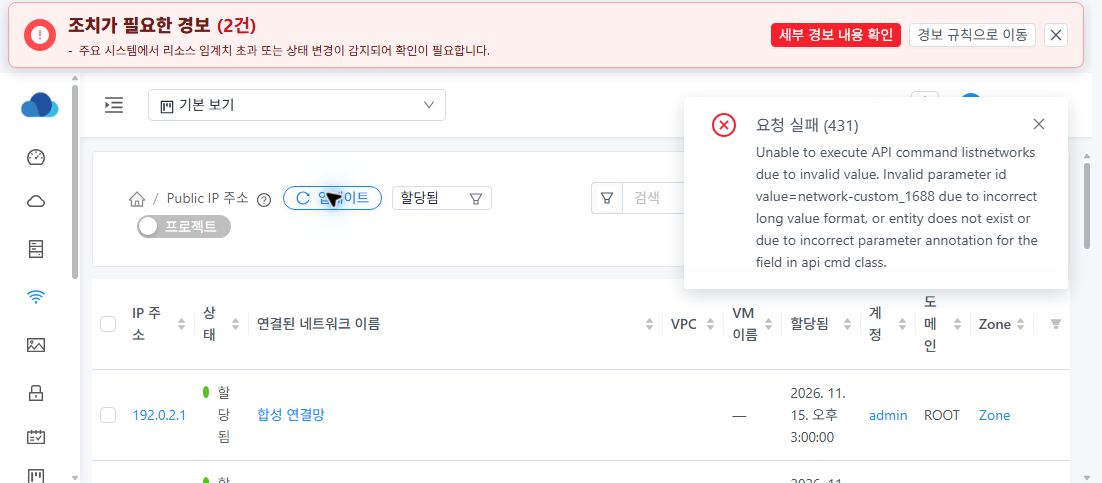 조치가 필요한 경보 (2건)
- 주요 시스템에서 리소스 임계치 초과 또는 상태 변경이 감지되어 확인이 필요합니다.
세부 경보 내용 확인
경보 규칙으로 이동
기본 보기
요청 실패 (431)
Unable to execute API command listnetworks
due to invalid value. Invalid parameter id
value=network-custom_1688 due to incorrect
long value format, or entity does not exist or
due to incorrect parameter annotation for the
field in api cmd class.
/ Public IP 주소
할당됨
검색
프로젝트
IP 주
소
상
태
연결된 네트워크 이름
VPC
VM
이름
할당됨
계
정
도
메
인
Zone
192.0.2.1
할
당
됨
합성 연결망
—
2026. 11.
15. 오후
3:00:00
admin
ROOT
Zone
2026. 11.